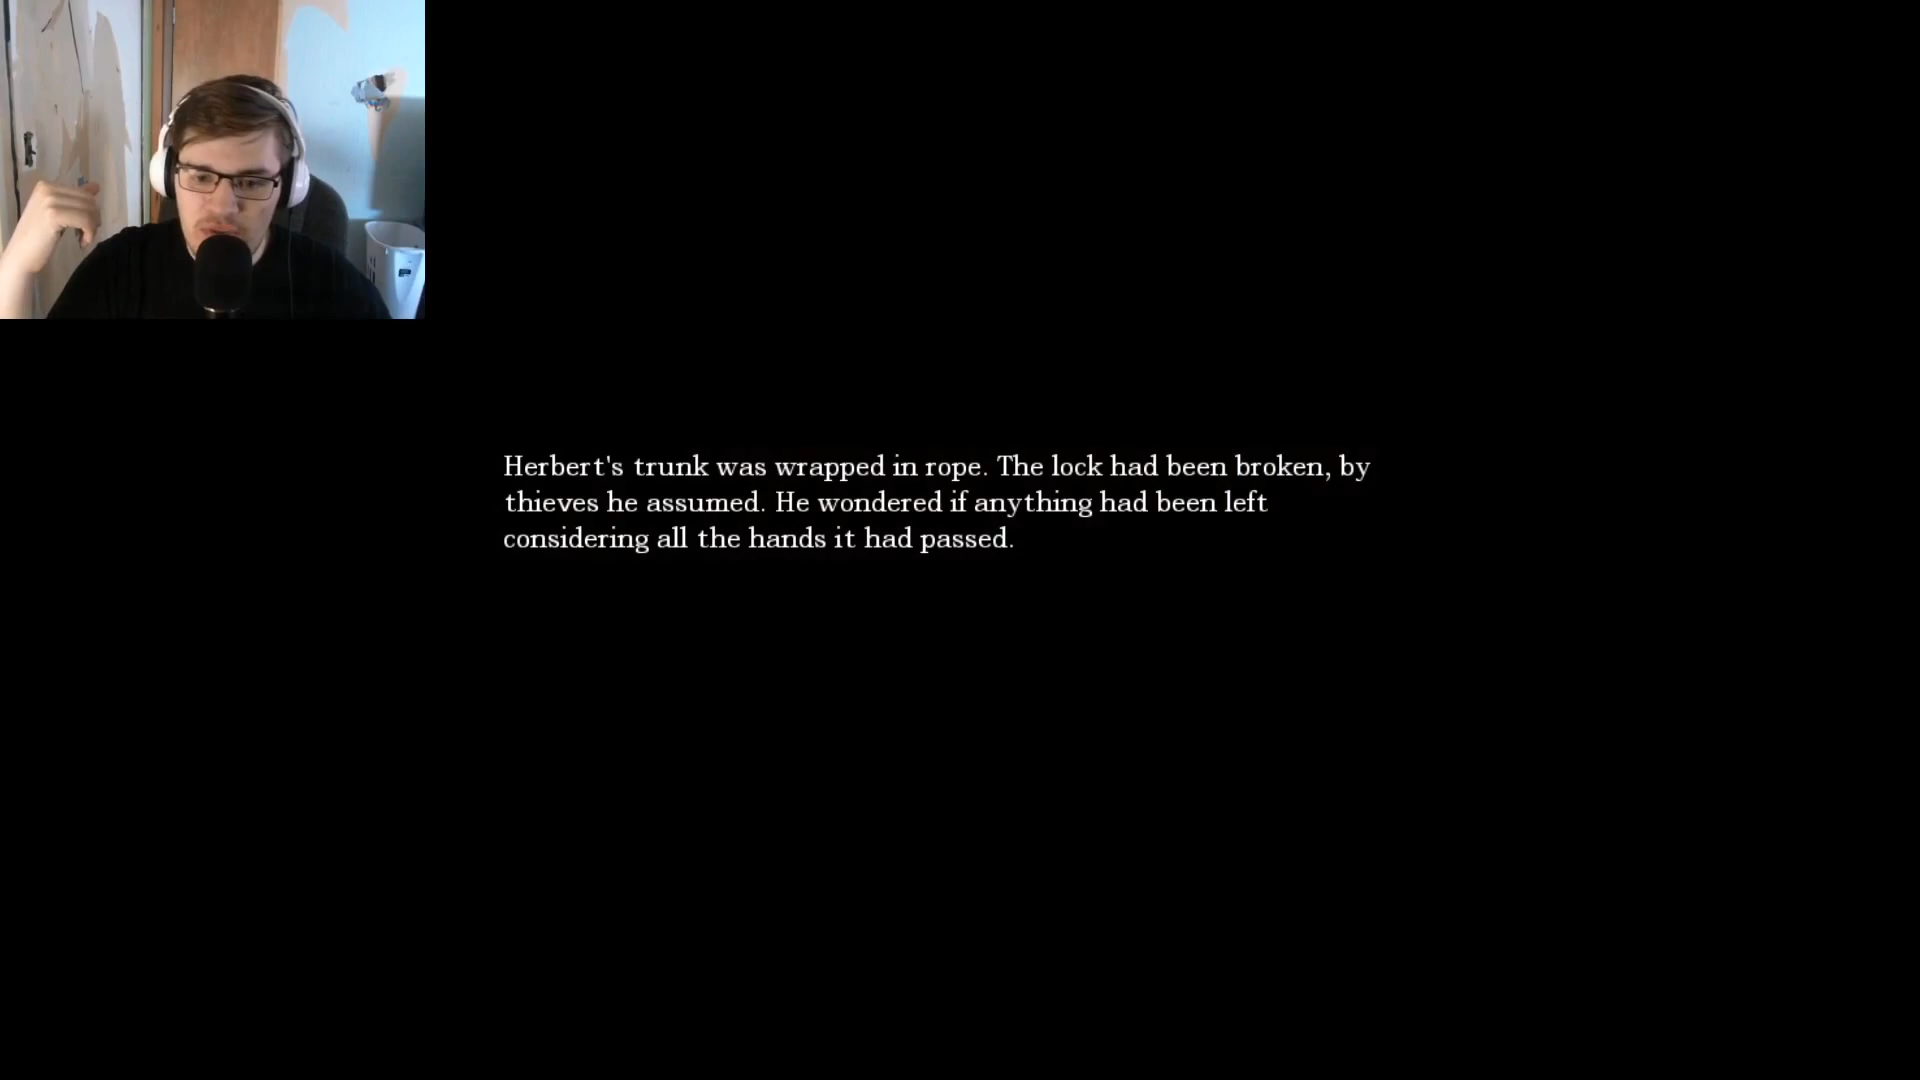 Herbert's trunk was wrapped in rope. The lock had been broken, by
thieves he assumed. He wondered if anything had been left
considering all the hands it had passed.